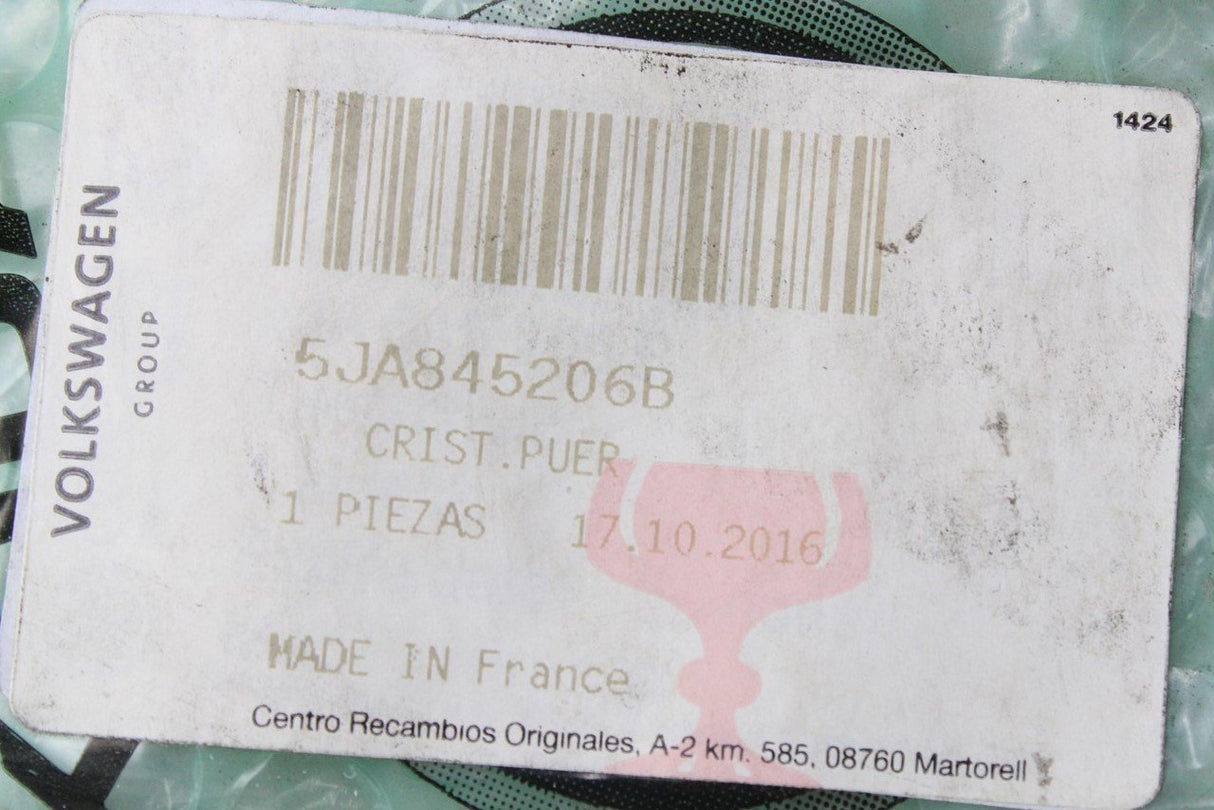 1424
VOLKSWAGEN
GROUP
5JA845206B
CRIST.PUER
1 PIEZAS 17.10.2016
MADE IN France
Centro Recambios Originales, A-2 km. 585, 08760 Martorell